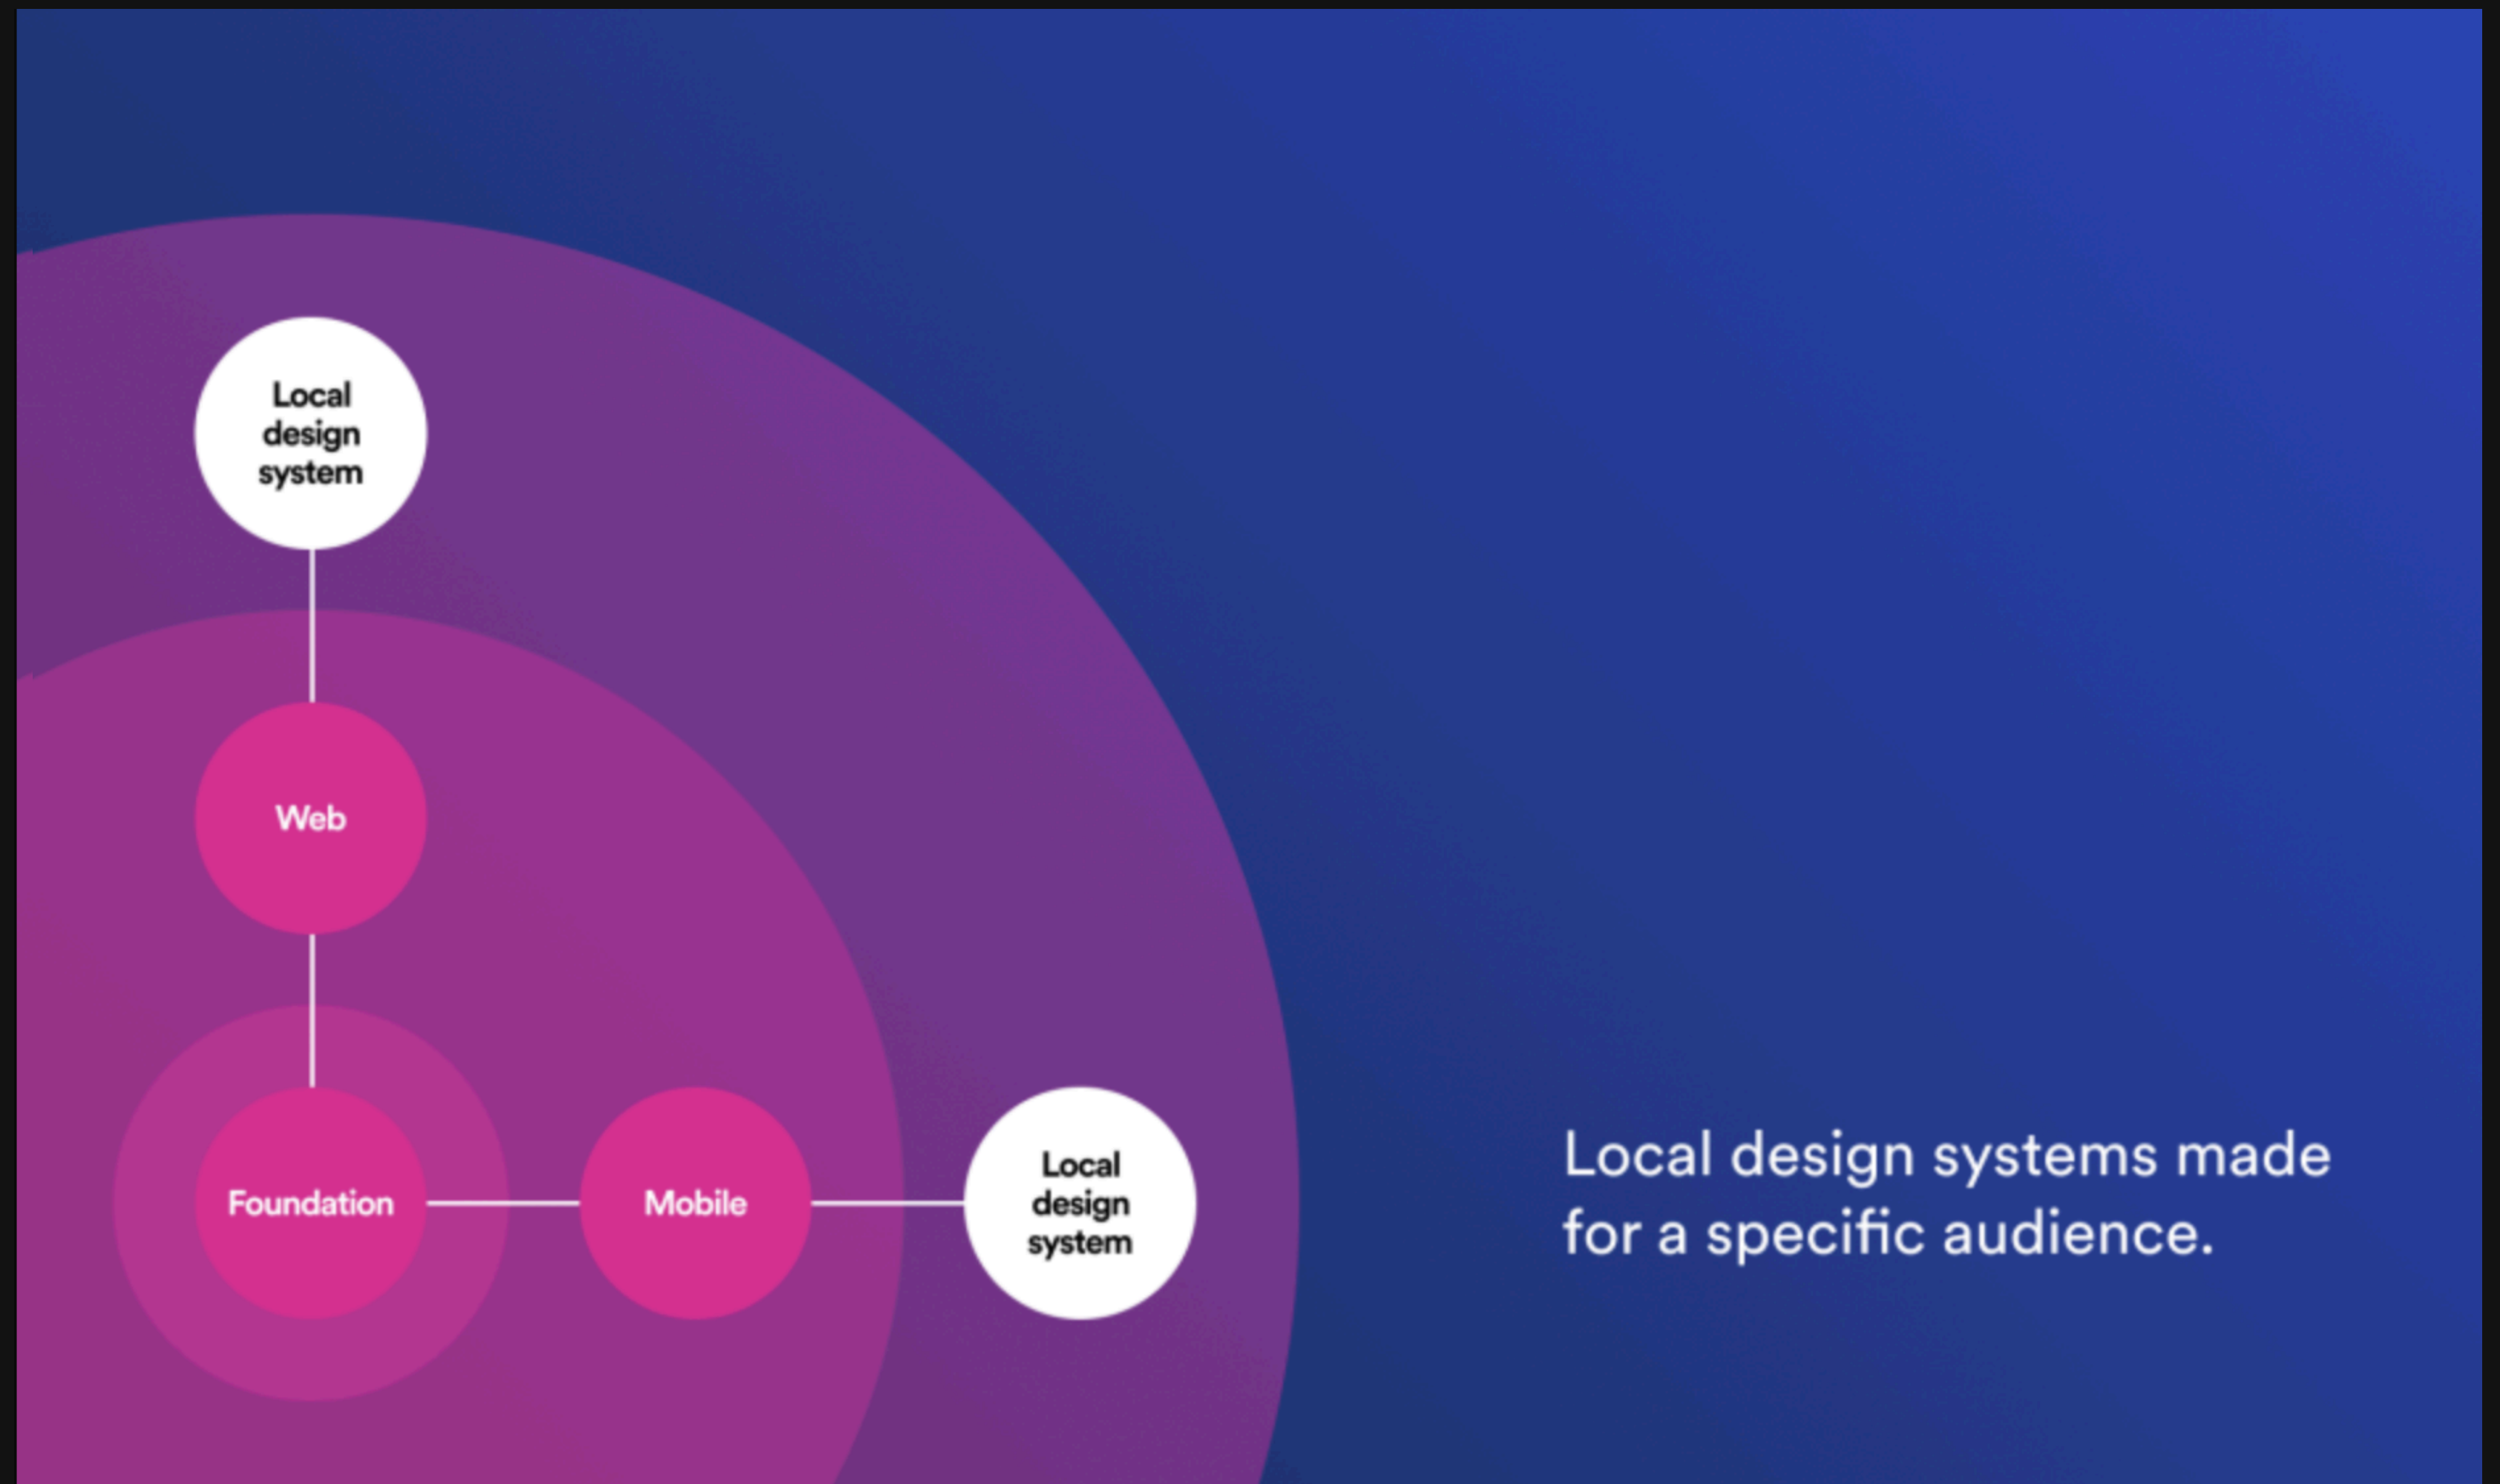 Local
design
system
Web
Foundation
Mobile
Local
design
system
Local design systems made
for a specific audience.